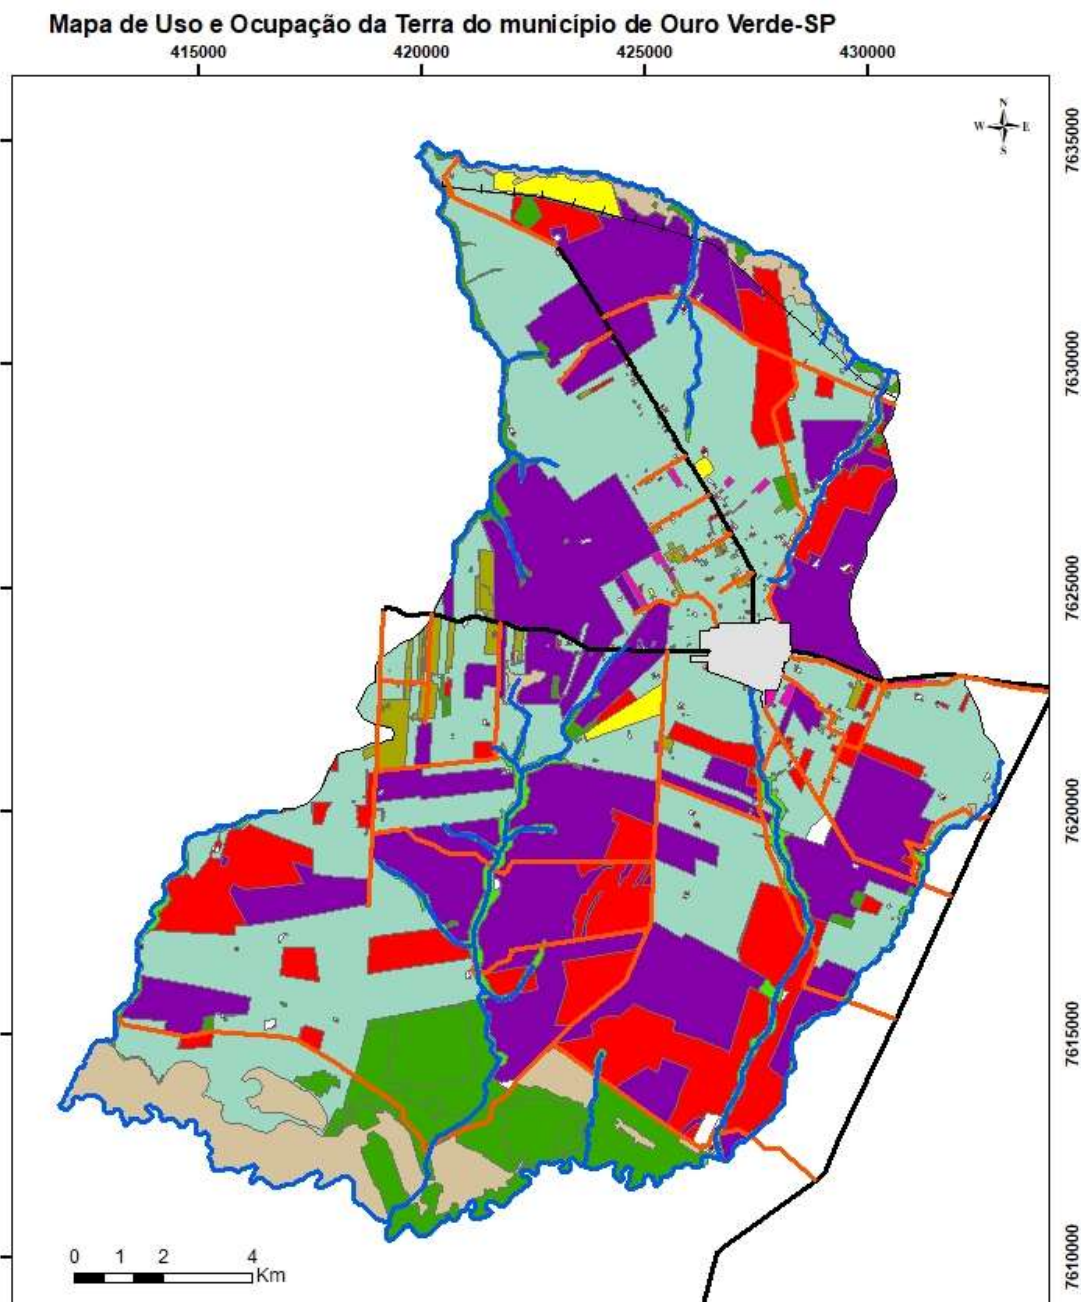 Mapa de Uso e Ocupação da Terra do município de Ouro Verde-SP
415000 420000 425000 430000
N
W E
S
7635000
7630000
7625000
7620000
7615000
7610000
0 1 2 4
Km